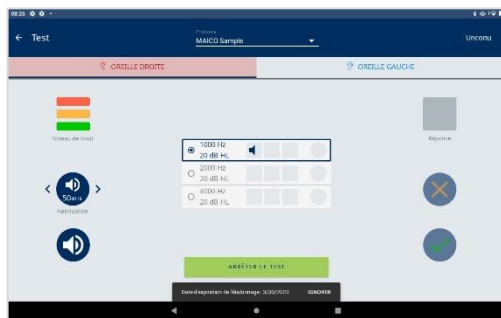 08:26
Test
Protocole
MAICO Sample
Unconu
OREILLE DROITE
OREILLE GAUCHE
Niveau de bruit
Réponse
1000 Hz
20 dB HL
2000 Hz
20 dB HL
4000 Hz
20 dB HL
50 dB HL
Habituation
ARRÊTER LE TEST
Date d'expiration de l'étalonnage: 3/30/2023 IGNORER